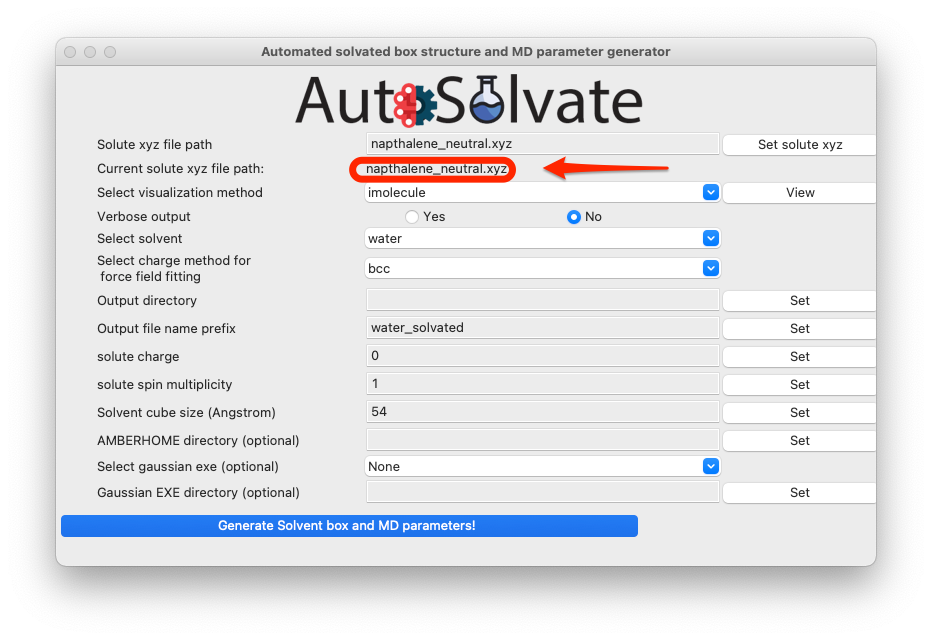 Automated solvated box structure and MD parameter generator
AutoSolvate
Solute xyz file path napthalene_neutral.xyz Set solute xyz
Current solute xyz file path: napthalene_neutral.xyz
Select visualization method imolecule View
Verbose output Yes No
Select solvent water
Select charge method for
force field fitting bcc
Output directory Set
Output file name prefix water_solvated Set
solute charge 0 Set
solute spin multiplicity 1 Set
Solvent cube size (Angstrom) 54 Set
AMBERHOME directory (optional) Set
Select gaussian exe (optional) None
Gaussian EXE directory (optional) Set
Generate Solvent box and MD parameters!